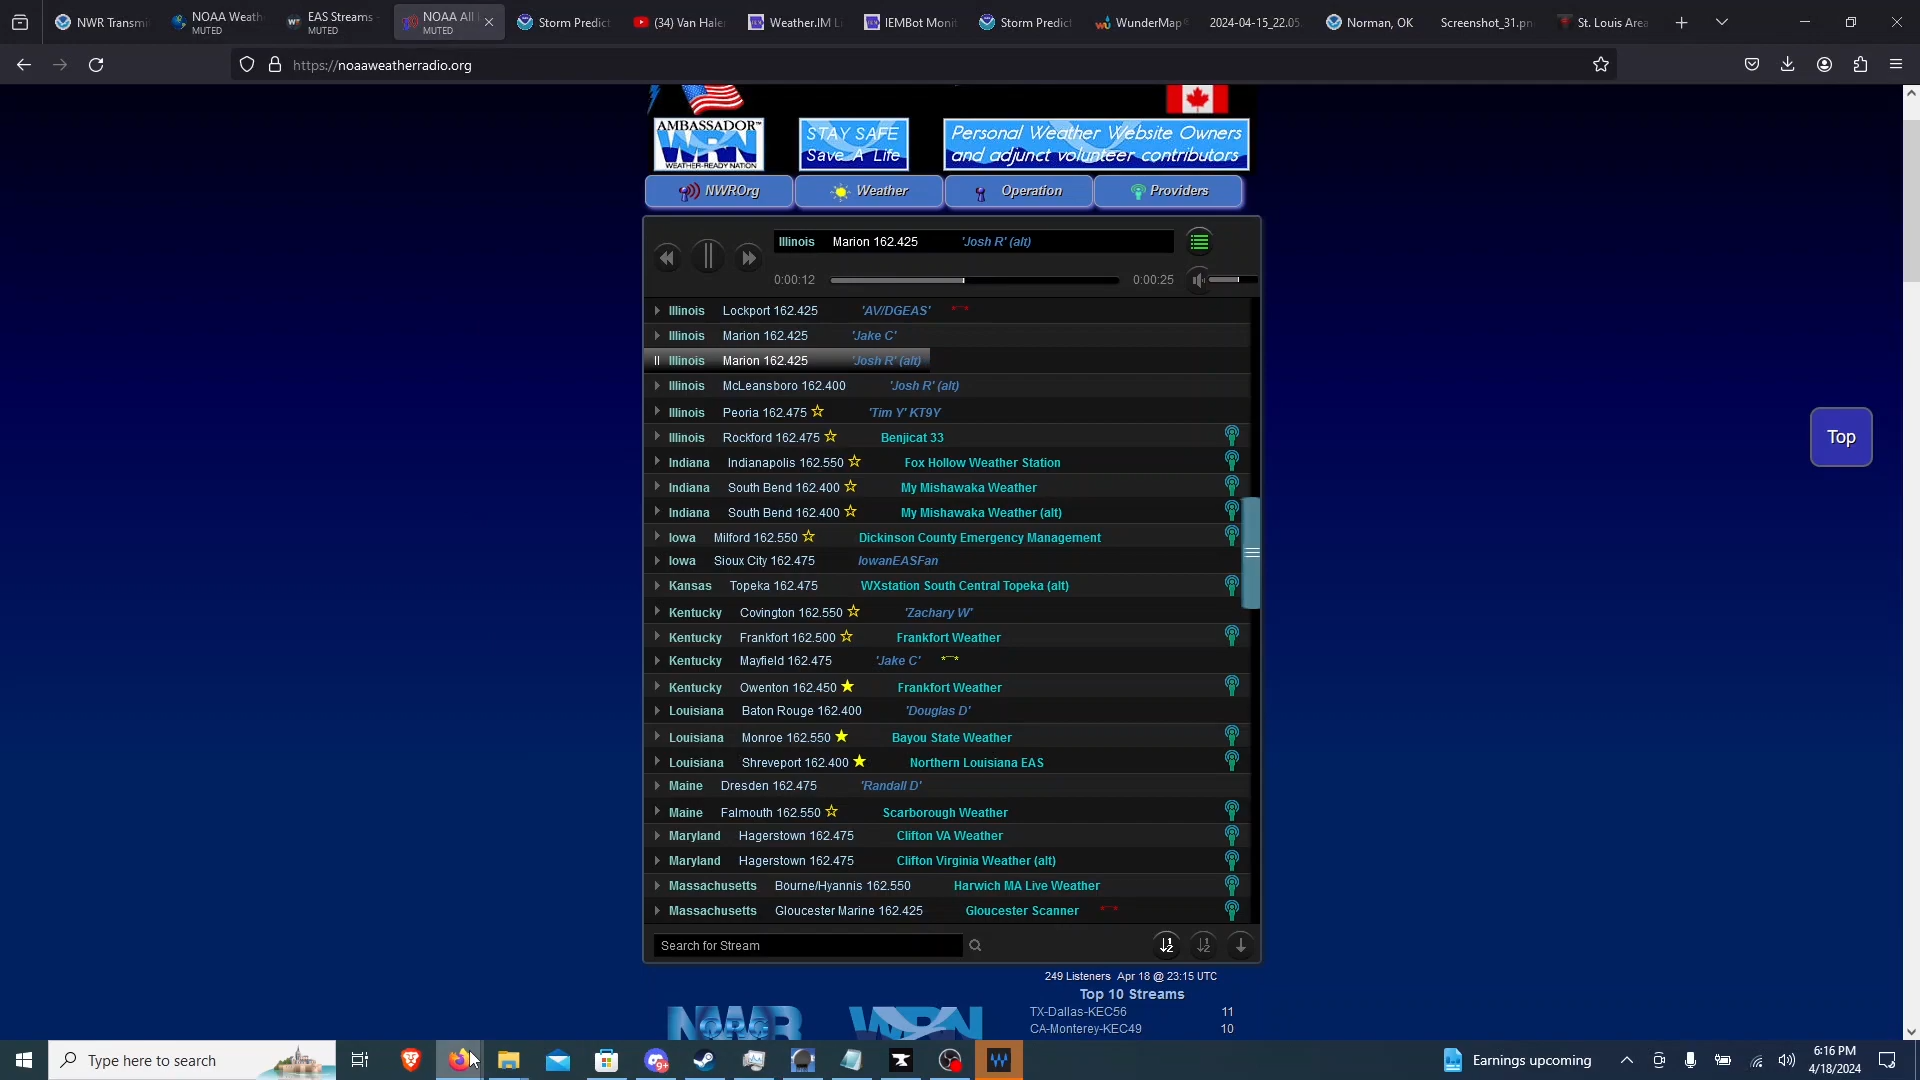 NWR Transmi
NOAA Weath
MUTED
EAS Streams -
MUTED
NOAA All
MUTED
Storm Predict
(34) Van Hale
Weather.IM Li
IEMBot Monit
Storm Predict
WunderMap®
2024-04-15_22.05.
Norman, OK
Screenshot_31.pn
St. Louis Area
https://noaaweatherradio.org
AMBASSADOR™
WRN
WEATHER-READY NATION
STAY SAFE
Save A Life
Personal Weather Website Owners
and adjunct volunteer contributors
NWROrg
Weather
Operation
Providers
Illinois Marion 162.425 'Josh R' (alt)
0:00:12
0:00:25
Illinois Lockport 162.425 'AV/DGEAS'
Illinois Marion 162.425 'Jake C'
Illinois Marion 162.425 'Josh R' (alt)
Illinois McLeansboro 162.400 'Josh R' (alt)
Illinois Peoria 162.475 ☆ 'Tim Y' KT9Y
Illinois Rockford 162.475 ☆ Benjicat 33
Indiana Indianapolis 162.550 ☆ Fox Hollow Weather Station
Indiana South Bend 162.400 ☆ My Mishawaka Weather
Indiana South Bend 162.400 ☆ My Mishawaka Weather (alt)
Iowa Milford 162.550 ☆ Dickinson County Emergency Management
Iowa Sioux City 162.475 IowanEASFan
Kansas Topeka 162.475 WXstation South Central Topeka (alt)
Kentucky Covington 162.550 ☆ 'Zachary W'
Kentucky Frankfort 162.500 ☆ Frankfort Weather
Kentucky Mayfield 162.475 'Jake C'
Kentucky Owenton 162.450 ★ Frankfort Weather
Louisiana Baton Rouge 162.400 'Douglas D'
Louisiana Monroe 162.550 ★ Bayou State Weather
Louisiana Shreveport 162.400 ★ Northern Louisiana EAS
Maine Dresden 162.475 'Randall D'
Maine Falmouth 162.550 ☆ Scarborough Weather
Maryland Hagerstown 162.475 Clifton VA Weather
Maryland Hagerstown 162.475 Clifton Virginia Weather (alt)
Massachusetts Bourne/Hyannis 162.550 Harwich MA Live Weather
Massachusetts Gloucester Marine 162.425 Gloucester Scanner
Search for Stream
Top
249 Listeners Apr 18 @ 23:15 UTC
Top 10 Streams
TX-Dallas-KEC56 11
CA-Monterey-KEC49 10
NWR
ORG
WRN
Type here to search
9+
Earnings upcoming
6:16 PM
4/18/2024